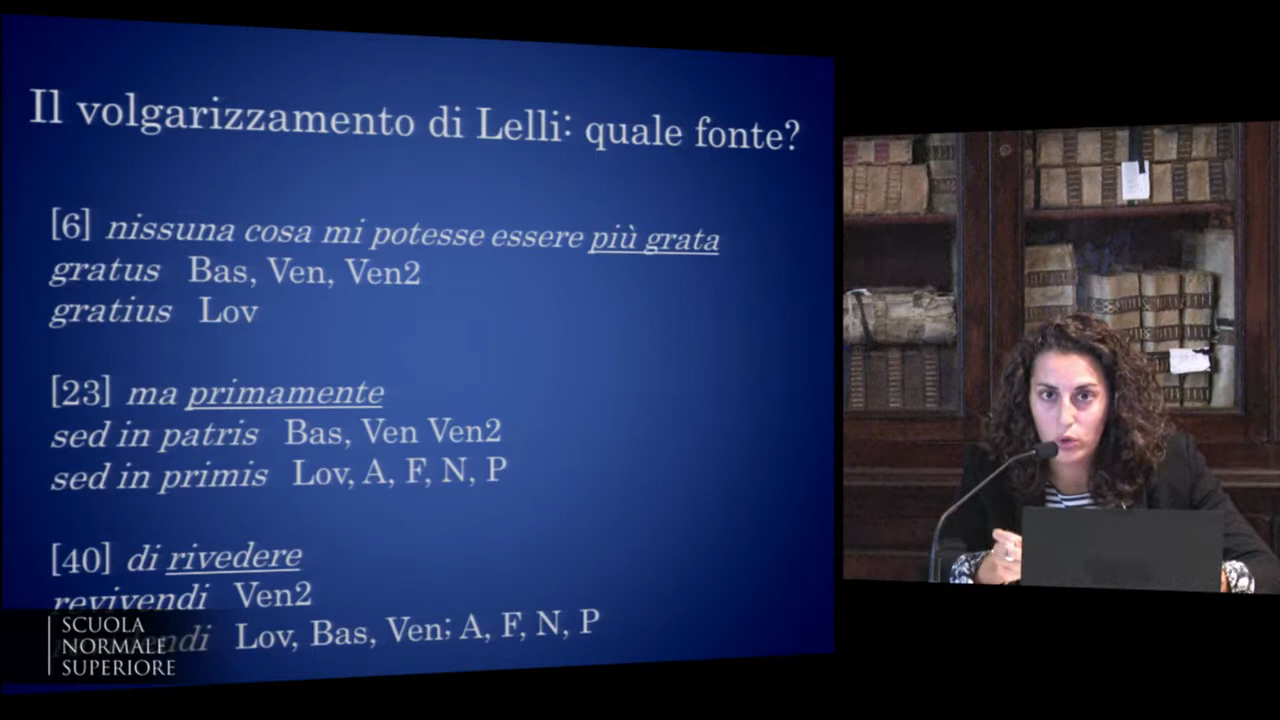 Il volgarizzamento di Lelli: quale fonte?
[6] nissuna cosa mi potesse essere più grata
gratus Bas, Ven, Ven2
gratius Lov
[23] ma primamente
sed in patris Bas, Ven Ven2
sed in primis Lov, A, F, N, P
[40] di rivedere
revivendi Ven2
Lov, Bas, Ven; A, F, N, P
SCUOLA
NORMALE
SUPERIORE